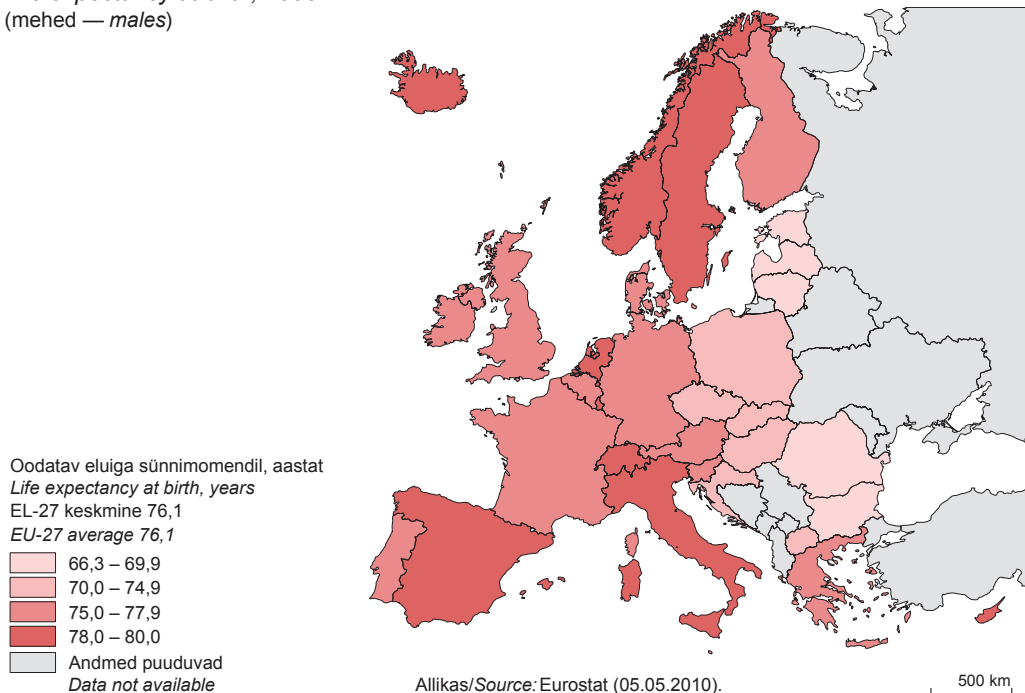 (mehed — males)
Oodatav eluiga sünnimomendil, aastat
Life expectancy at birth, years
EL-27 keskmine 76,1
EU-27 average 76,1
66,3 – 69,9
70,0 – 74,9
75,0 – 77,9
78,0 – 80,0
Andmed puuduvad
Data not available
Allikas/Source: Eurostat (05.05.2010).
500 km